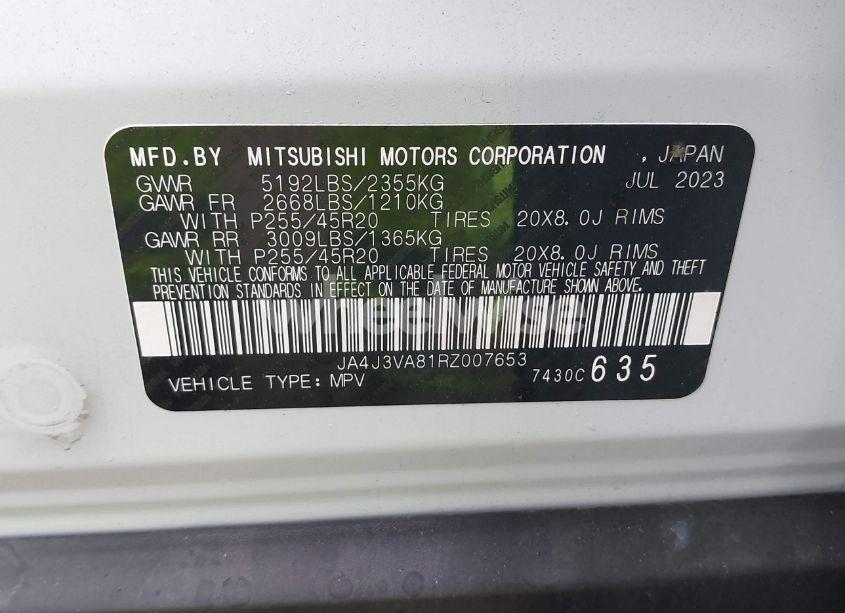 MFD.BY MITSUBISHI MOTORS CORPORATION , JAPAN
GVWR 5192LBS/2355KG JUL 2023
GAWR FR 2668LBS/1210KG
WITH P255/45R20 TIRES 20X8.0J RIMS
GAWR RR 3009LBS/1365KG
WITH P255/45R20 TIRES 20X8.0J RIMS
THIS VEHICLE CONFORMS TO ALL APPLICABLE FEDERAL MOTOR VEHICLE SAFETY AND THEFT
PREVENTION STANDARDS IN EFFECT ON THE DATE OF MANUFACTURE SHOWN ABOVE.
WheelWise
JA4J3VA81RZ007653
VEHICLE TYPE: MPV 7430C 635